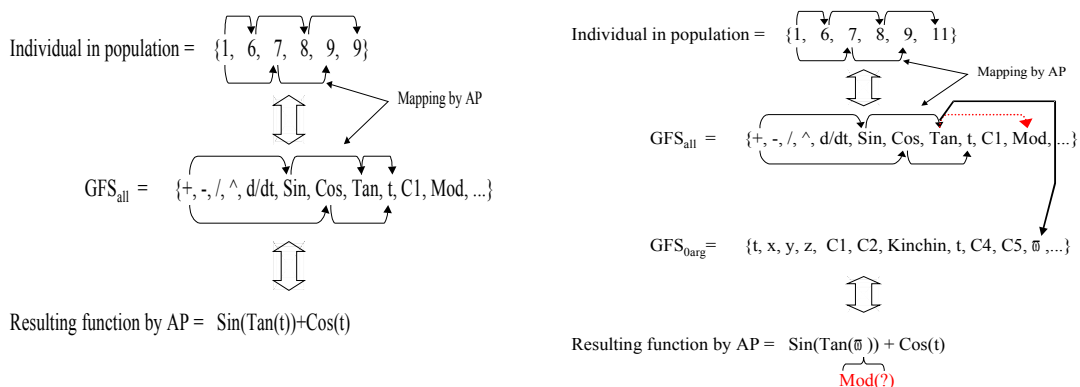 Individual in population = {1, 6, 7, 8, 9, 9}
Mapping by AP
GFSall = {+, -, /, ^, d/dt, Sin, Cos, Tan, t, C1, Mod, ...}
Resulting function by AP = Sin(Tan(t))+Cos(t)
Individual in population = {1, 6, 7, 8, 9, 11}
Mapping by AP
GFSall = {+, -, /, ^, d/dt, Sin, Cos, Tan, t, C1, Mod, ...}
GFS0arg= {t, x, y, z, C1, C2, Kinchin, t, C4, C5, ϖ ,...}
Resulting function by AP = Sin(Tan(ϖ )) + Cos(t)
Mod(?)